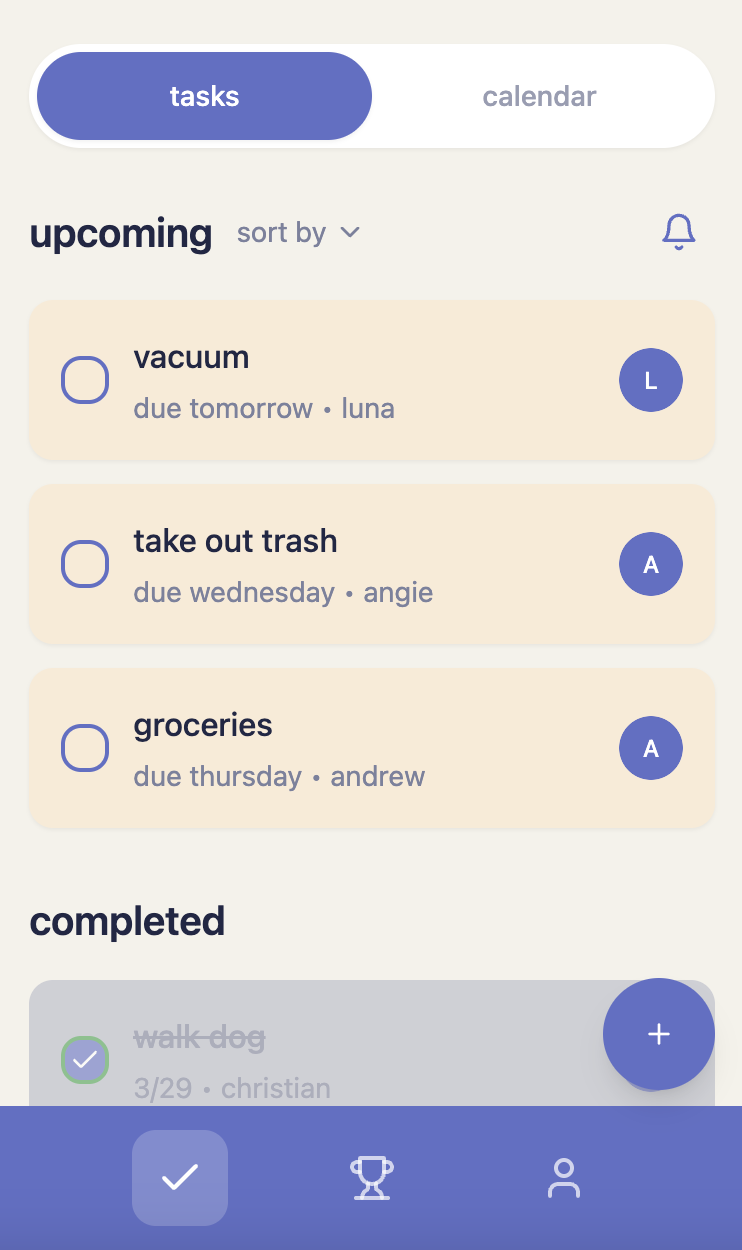 tasks calendar
upcoming sort by
vacuum
due tomorrow • luna
L
take out trash
due wednesday • angie
A
groceries
due thursday • andrew
A
completed
walk dog
3/29 • christian
+